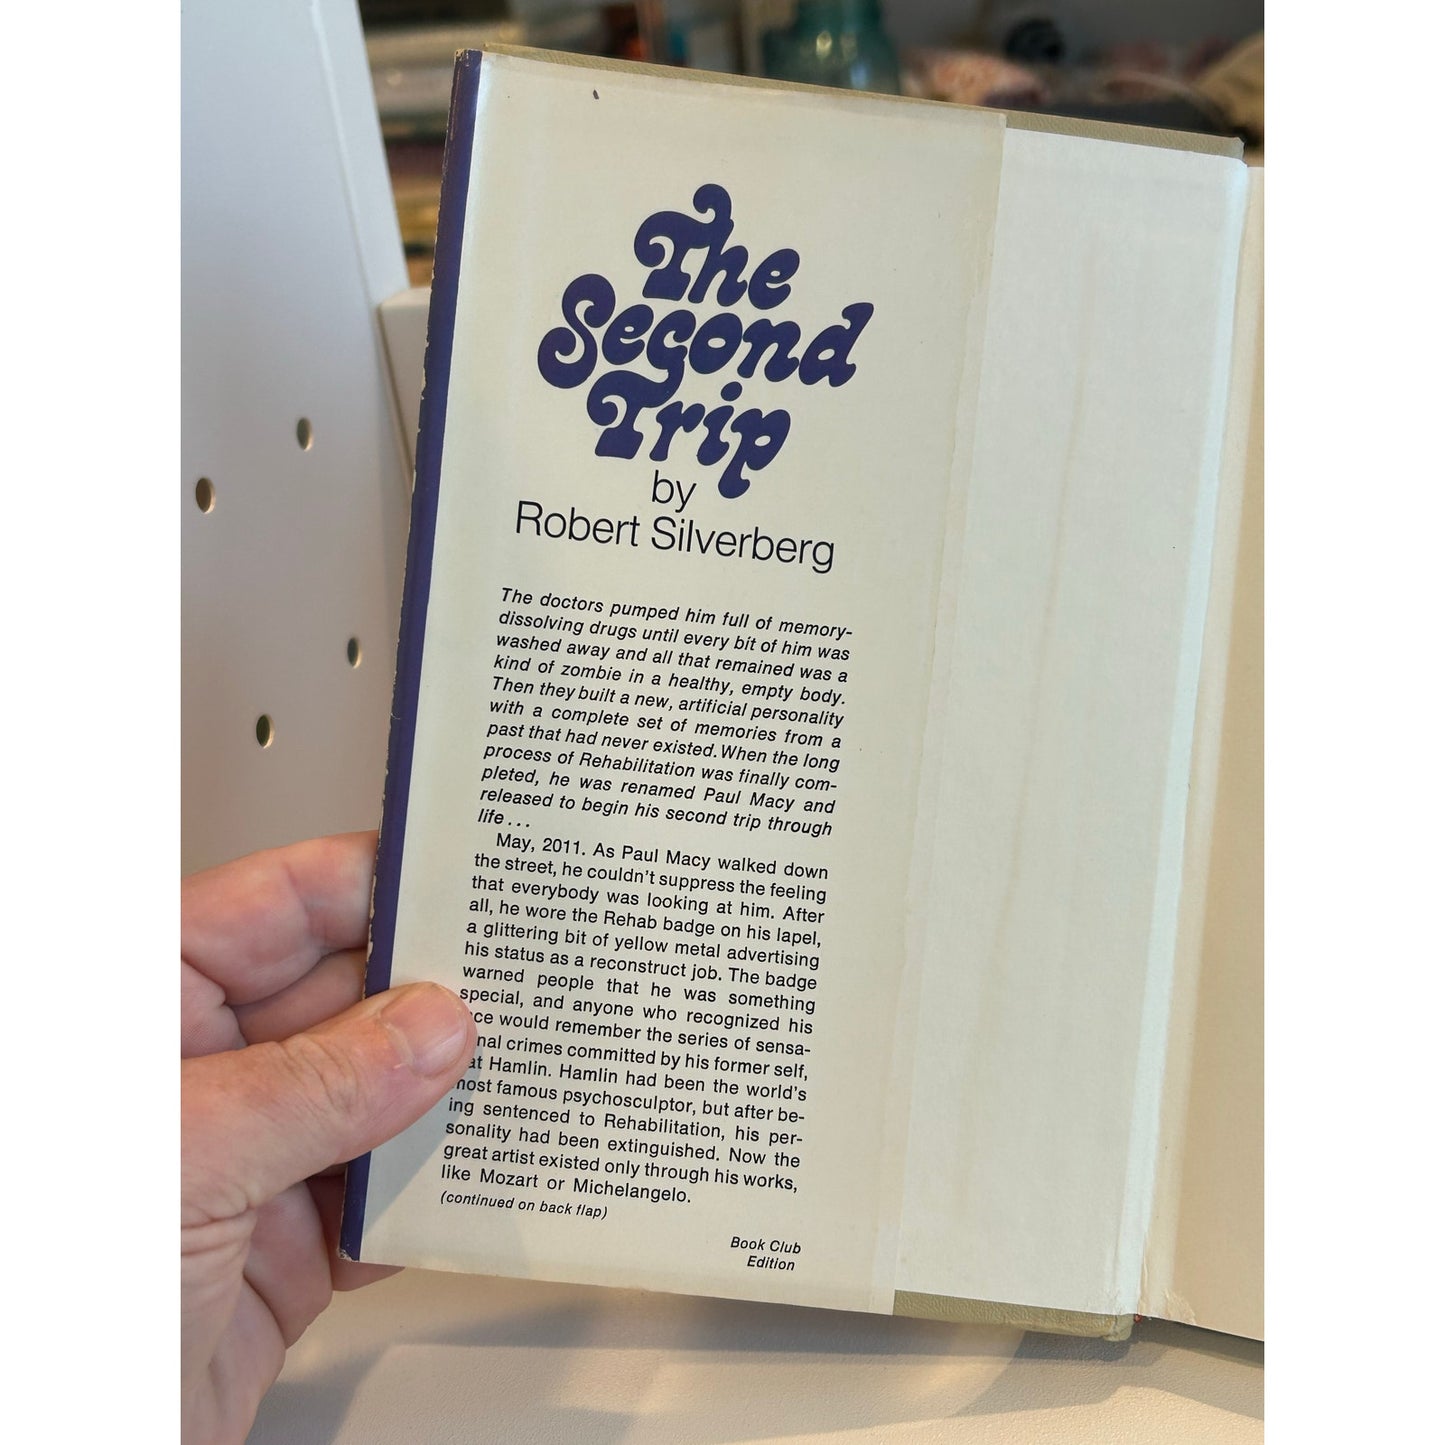 The
Second
Trip
by
Robert Silverberg
The doctors pumped him full of memory-
dissolving drugs until every bit of him was
washed away and all that remained was a
kind of zombie in a healthy, empty body.
Then they built a new, artificial personality
with a complete set of memories from a
past that had never existed. When the long
process of Rehabilitation was finally com-
pleted, he was renamed Paul Macy and
released to begin his second trip through
life...
May, 2011. As Paul Macy walked down
the street, he couldn't suppress the feeling
that everybody was looking at him. After
all, he wore the Rehab badge on his lapel,
a glittering bit of yellow metal advertising
his status as a reconstruct job. The badge
warned people that he was something
special, and anyone who recognized his
would remember the series of sensa-
crimes committed by his former self,
Hamlin. Hamlin had been the world's
most famous psychosculptor, but after be-
ing sentenced to Rehabilitation, his per-
sonality had been extinguished. Now the
great artist existed only through his works,
like Mozart or Michelangelo.
(continued on back flap)
Book Club
Edition